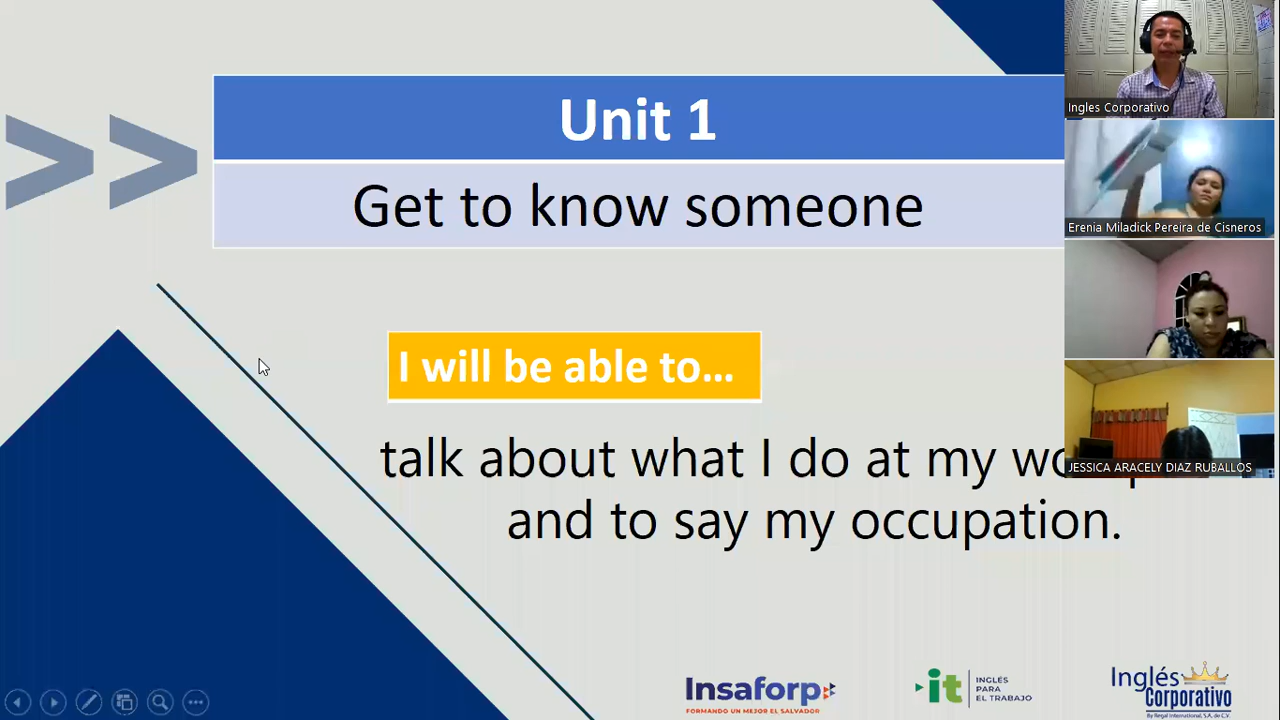 Unit 1
Get to know someone
I will be able to...
talk about what I do at my
and to say my occupation.
Ingles Corporativo
Erenia Miladick Pereira de Cisneros
JESSICA ARACELY DIAZ RUBALLOS
Insaforp
FORMANDO UN MEJOR EL SALVADOR
it
INGLÉS
PARA
EL TRABAJO
Inglés
Corporativo
By Regal International, S.A. de C.V.